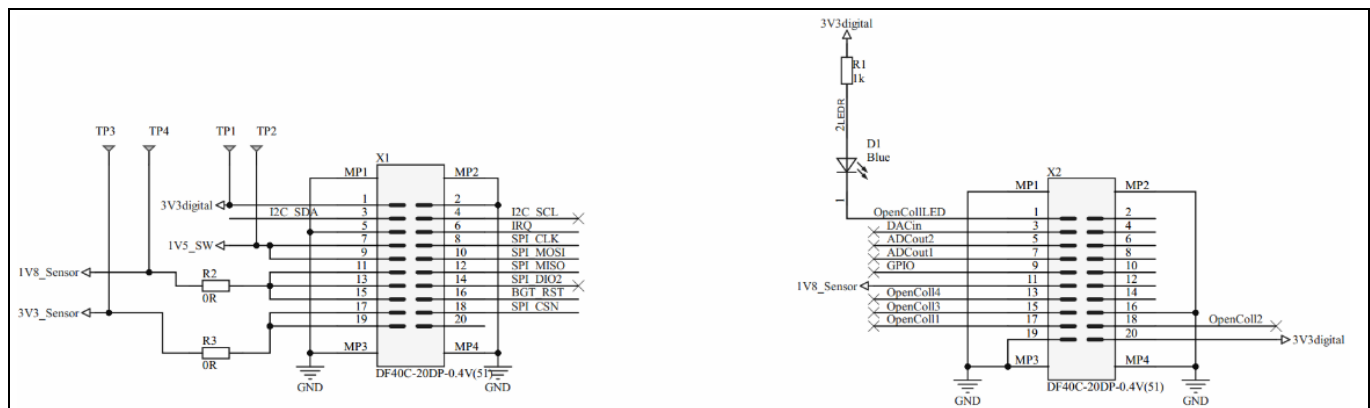 3V3digital
R1
1k
2
LEDR
D1
Blue
1
TP3 TP4 TP1 TP2
X1
MP1 MP2
3V3digital 1 2
I2C_SDA 3 4 I2C_SCL
5 6 IRQ
1V5_SW 7 8 SPI_CLK
9 10 SPI_MOSI
1V8_Sensor 11 12 SPI_MISO
R2 13 14 SPI_DIO2
0R 15 16 BGT_RST
3V3_Sensor 17 18 SPI_CSN
19 20
R3
0R
MP3 MP4
DF40C-20DP-0.4V(51)
GND GND
X2
MP1 MP2
OpenCollLED 1 2
DACin 3 4
ADCout2 5 6
ADCout1 7 8
GPIO 9 10
1V8_Sensor 11 12
OpenColl4 13 14
OpenColl3 15 16
OpenColl1 17 18 OpenColl2
19 20 3V3digital
MP3 MP4
DF40C-20DP-0.4V(51)
GND GND